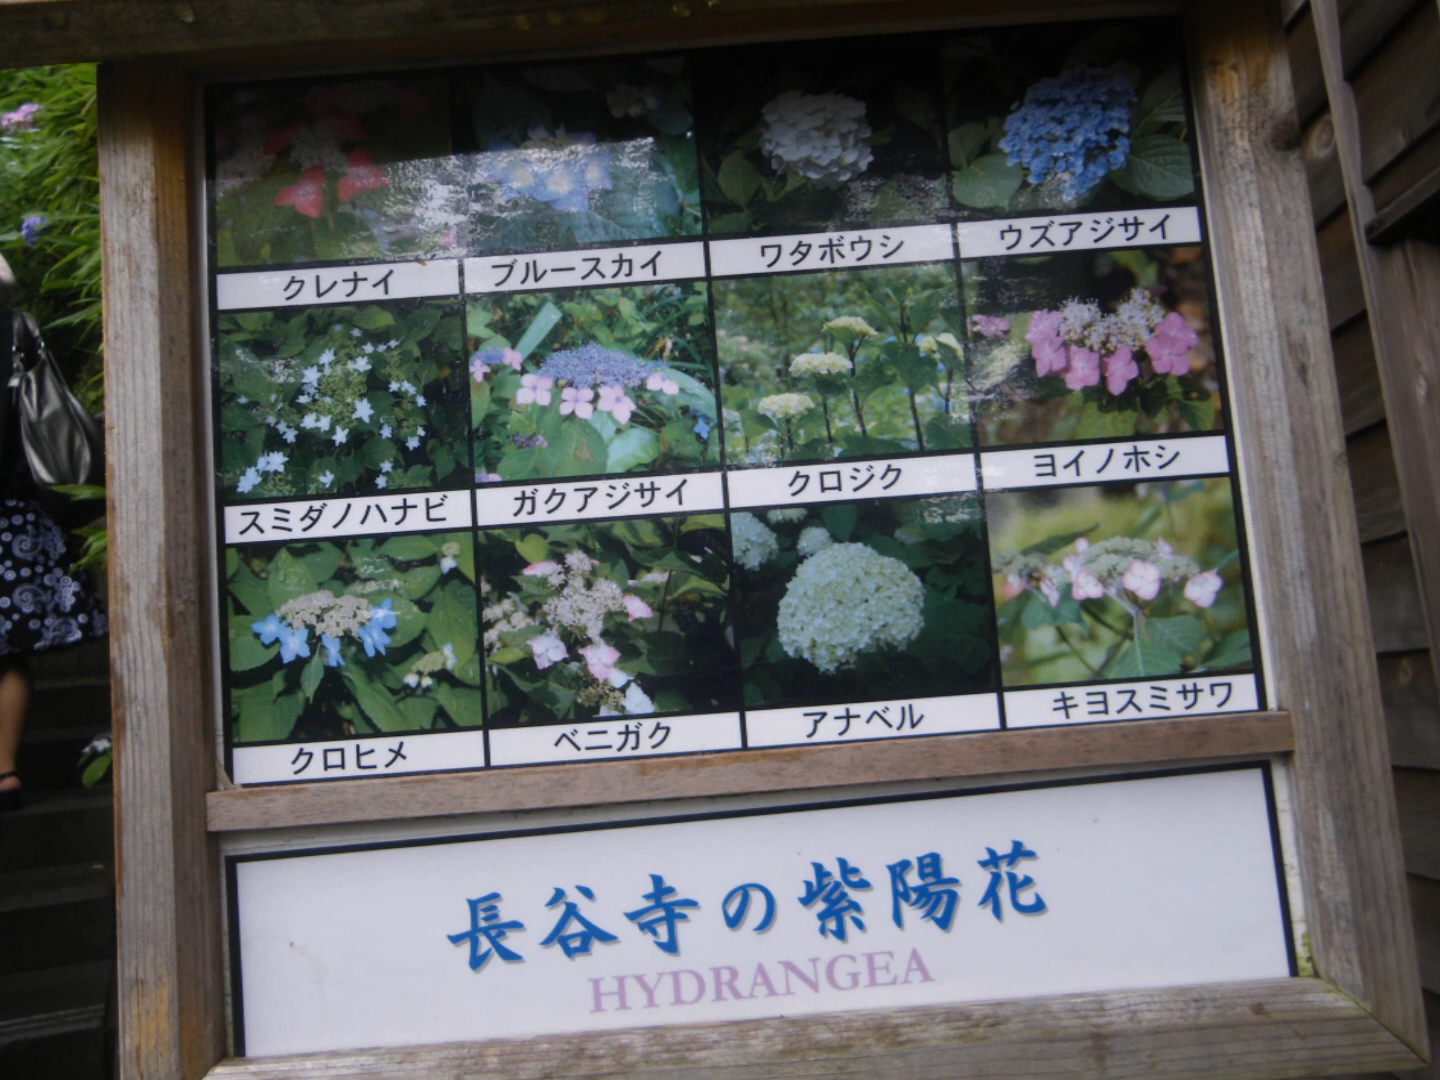 クレナイ
ブルースカイ
ワタボウシ
ウズアジサイ
スミダノハナビ
ガクアジサイ
クロジク
ヨイノホシ
クロヒメ
ベニガク
アナベル
キヨスミサワ
長谷寺の紫陽花
HYDRANGEA